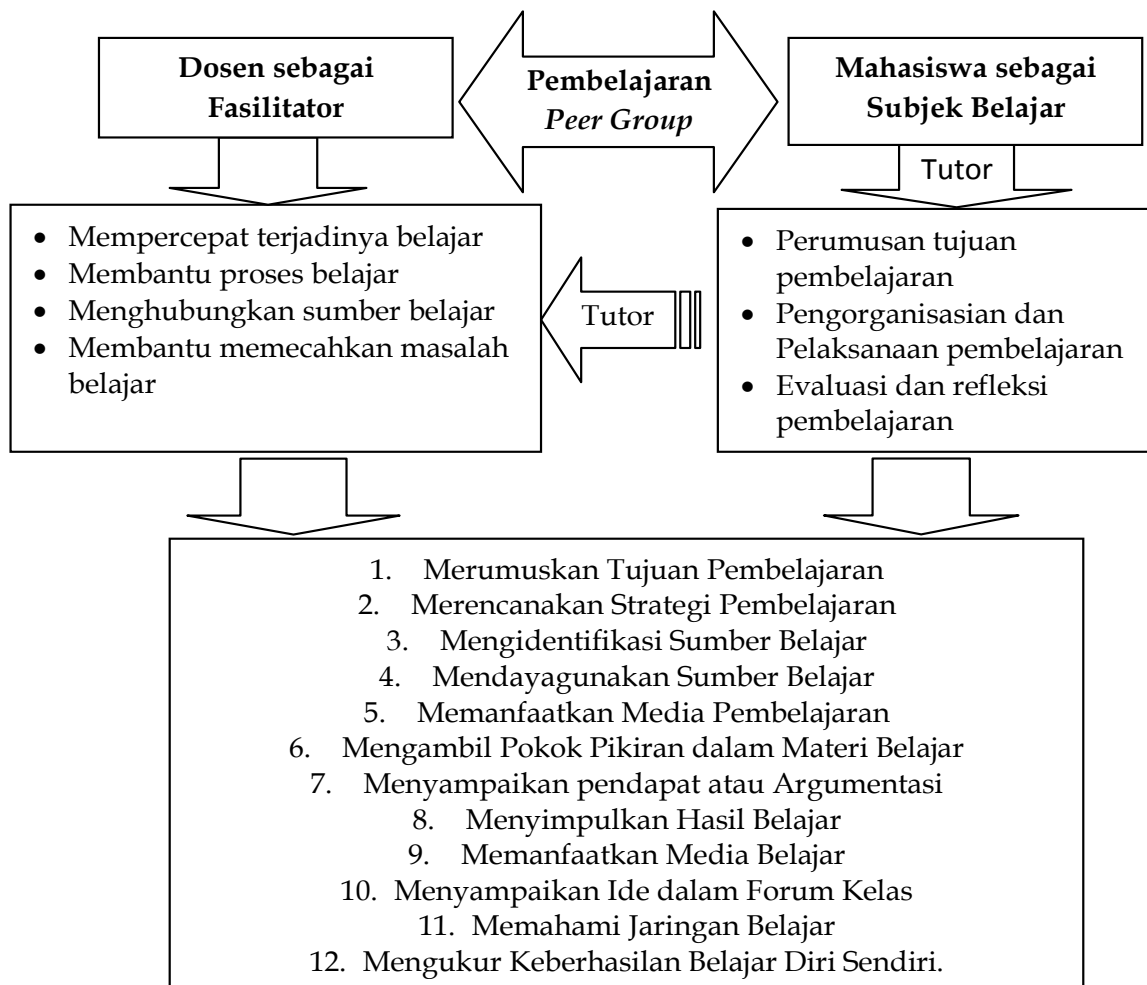 Dosen sebagai
Fasilitator
Pembelajaran
Peer Group
Mahasiswa sebagai
Subjek Belajar
Tutor
• Mempercepat terjadinya belajar
• Membantu proses belajar
• Menghubungkan sumber belajar
• Membantu memecahkan masalah
belajar
Tutor
• Perumusan tujuan
pembelajaran
• Pengorganisasian dan
Pelaksanaan pembelajaran
• Evaluasi dan refleksi
pembelajaran
1. Merumuskan Tujuan Pembelajaran
2. Merencanakan Strategi Pembelajaran
3. Mengidentifikasi Sumber Belajar
4. Mendayagunakan Sumber Belajar
5. Memanfaatkan Media Pembelajaran
6. Mengambil Pokok Pikiran dalam Materi Belajar
7. Menyampaikan pendapat atau Argumentasi
8. Menyimpulkan Hasil Belajar
9. Memanfaatkan Media Belajar
10. Menyampaikan Ide dalam Forum Kelas
11. Memahami Jaringan Belajar
12. Mengukur Keberhasilan Belajar Diri Sendiri.